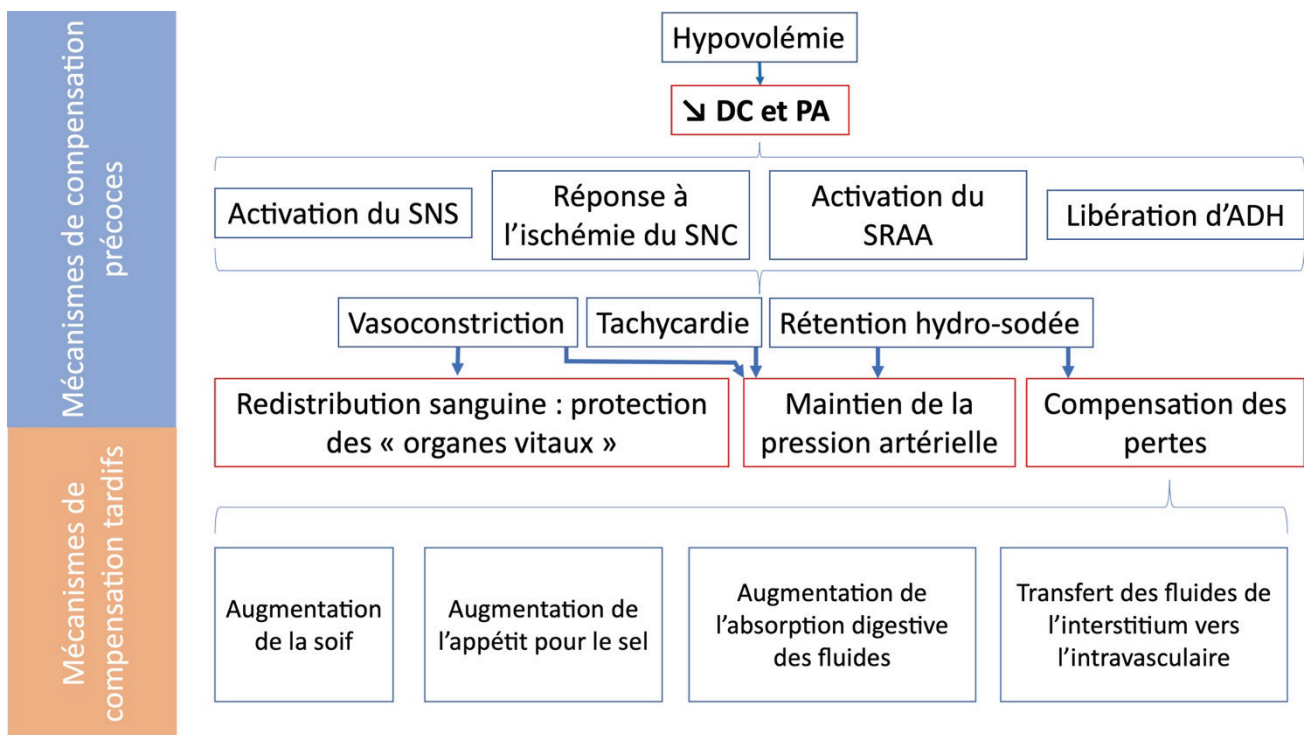 Mécanismes de compensation
précoces
Hypovolémie
↘ DC et PA
Activation du SNS
Réponse à
l’ischémie du SNC
Activation du
SRAA
Libération d’ADH
Vasoconstriction
Tachycardie
Rétention hydro-sodée
Redistribution sanguine : protection
des « organes vitaux »
Maintien de la
pression artérielle
Compensation des
pertes
Mécanismes de
compensation tardifs
Augmentation
de la soif
Augmentation de
l’appétit pour le sel
Augmentation de
l’absorption digestive
des fluides
Transfert des fluides de
l’interstitium vers
l’intravasculaire